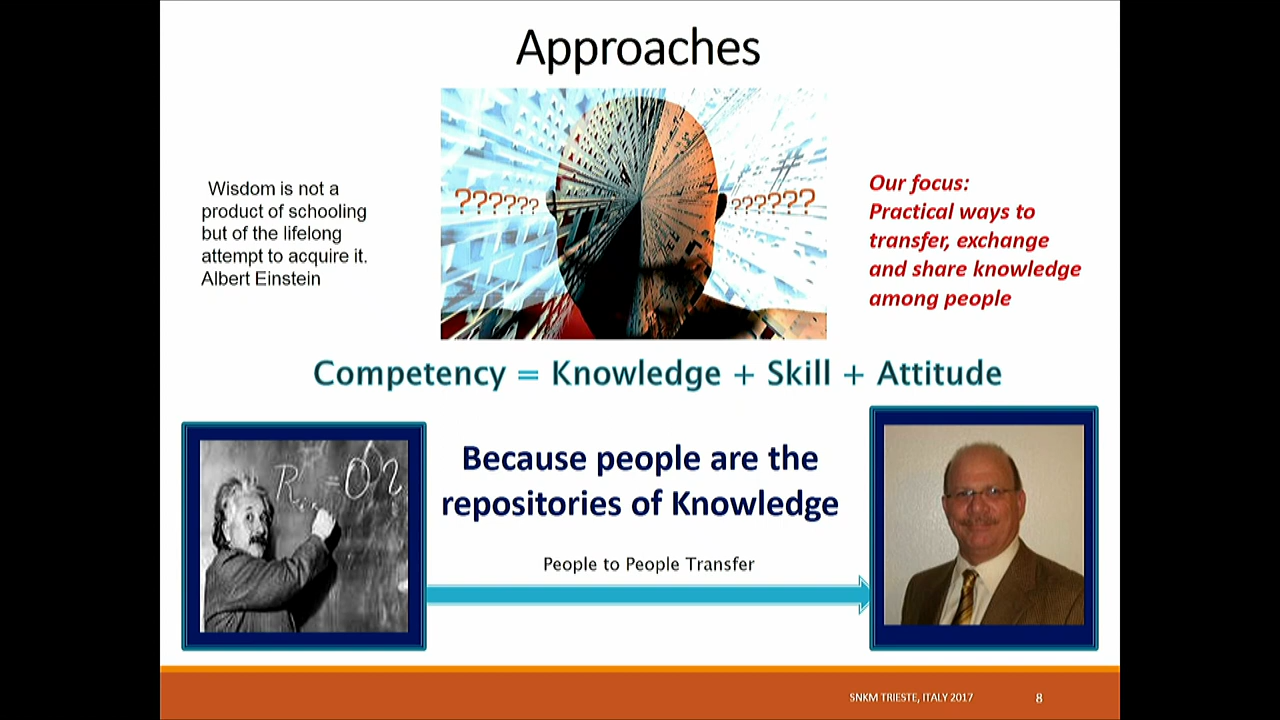 Approaches
Wisdom is not a
product of schooling
but of the lifelong
attempt to acquire it.
Albert Einstein
??????
??????
Our focus:
Practical ways to
transfer, exchange
and share knowledge
among people
Competency = Knowledge + Skill + Attitude
Because people are the
repositories of Knowledge
People to People Transfer
SNKM TRIESTE, ITALY 2017
8